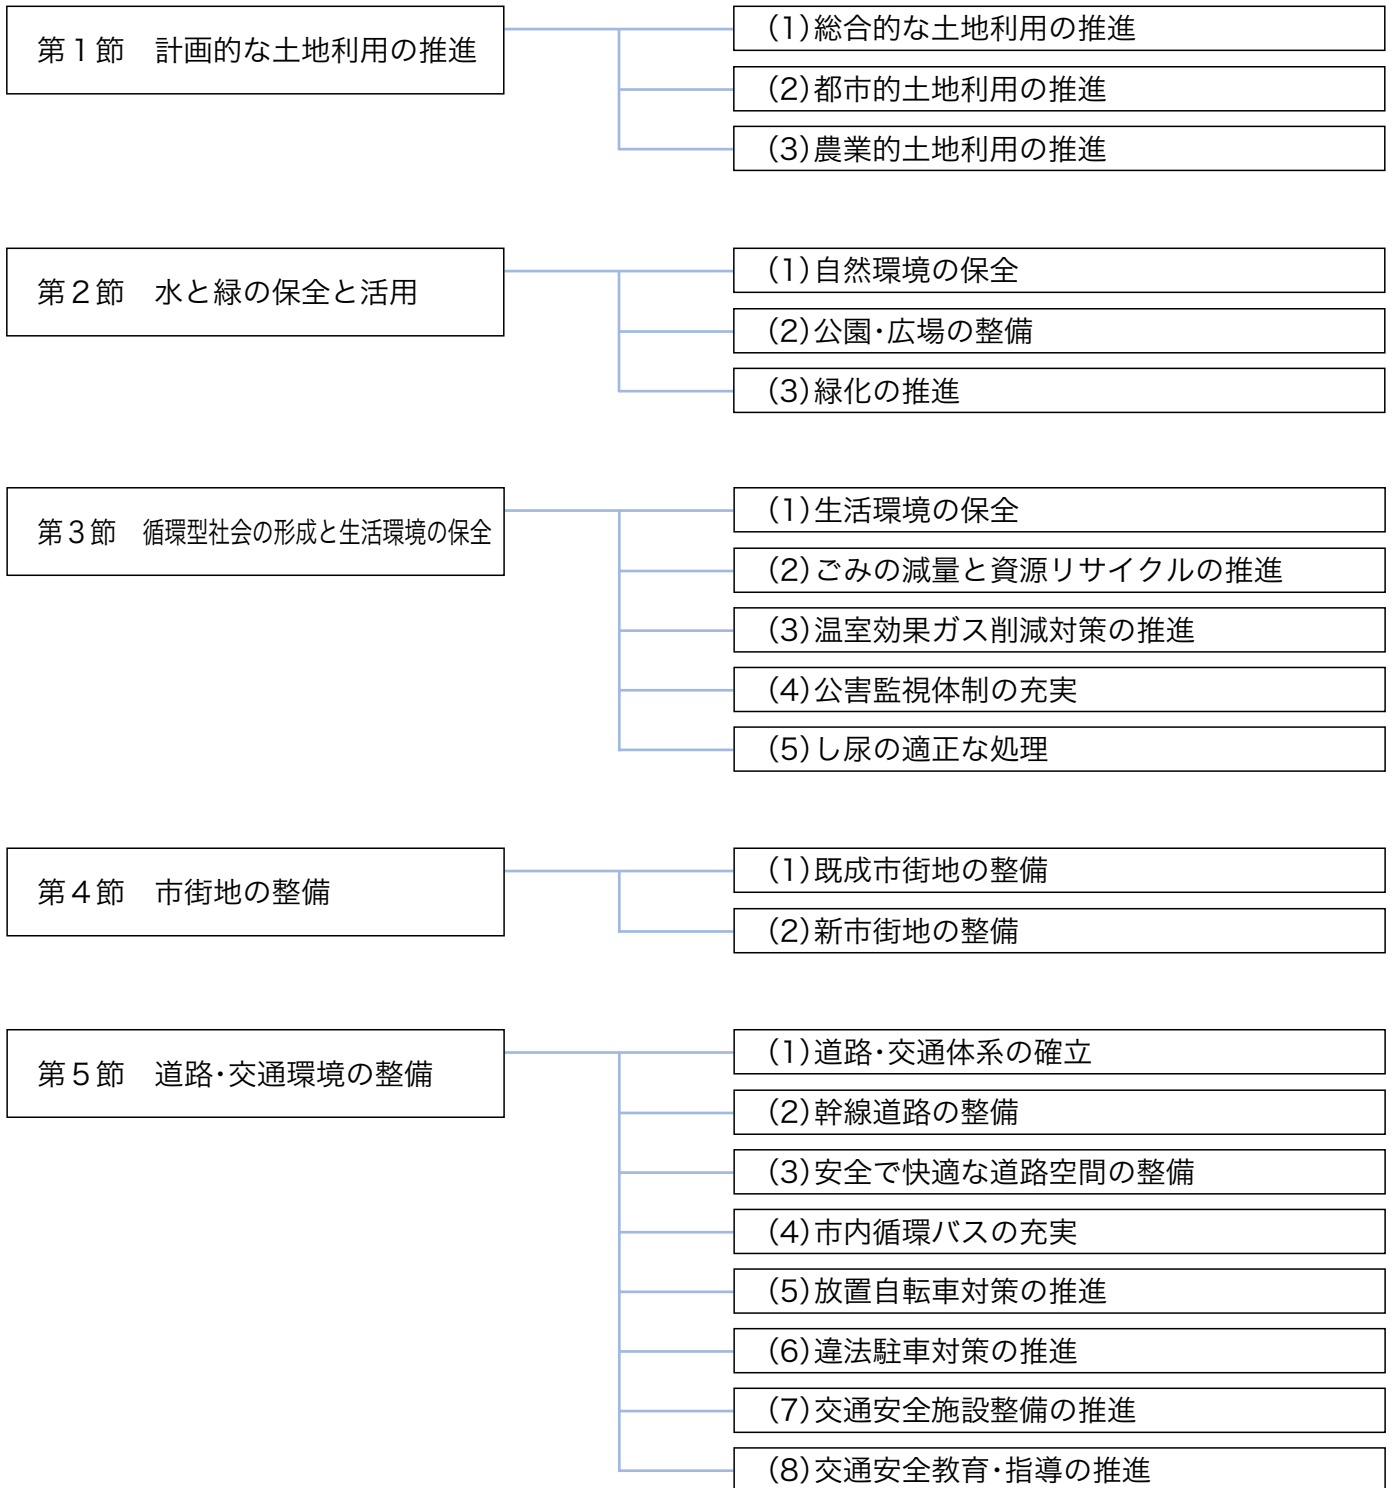 第１節　計画的な土地利用の推進
(1)総合的な土地利用の推進
(2)都市的土地利用の推進
(3)農業的土地利用の推進
第２節　水と緑の保全と活用
(1)自然環境の保全
(2)公園･広場の整備
(3)緑化の推進
第３節　循環型社会の形成と生活環境の保全
(1)生活環境の保全
(2)ごみの減量と資源リサイクルの推進
(3)温室効果ガス削減対策の推進
(4)公害監視体制の充実
(5)し尿の適正な処理
第４節　市街地の整備
(1)既成市街地の整備
(2)新市街地の整備
第５節　道路･交通環境の整備
(1)道路･交通体系の確立
(2)幹線道路の整備
(3)安全で快適な道路空間の整備
(4)市内循環バスの充実
(5)放置自転車対策の推進
(6)違法駐車対策の推進
(7)交通安全施設整備の推進
(8)交通安全教育･指導の推進